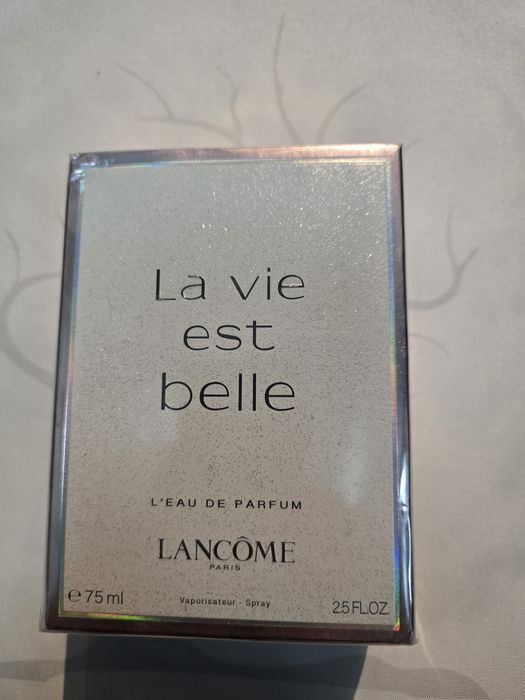 La vie
est
belle
L'EAU DE PARFUM
LANCÔME
PARIS
℮ 75 ml Vaporisateur - Spray 2.5 FL.OZ.